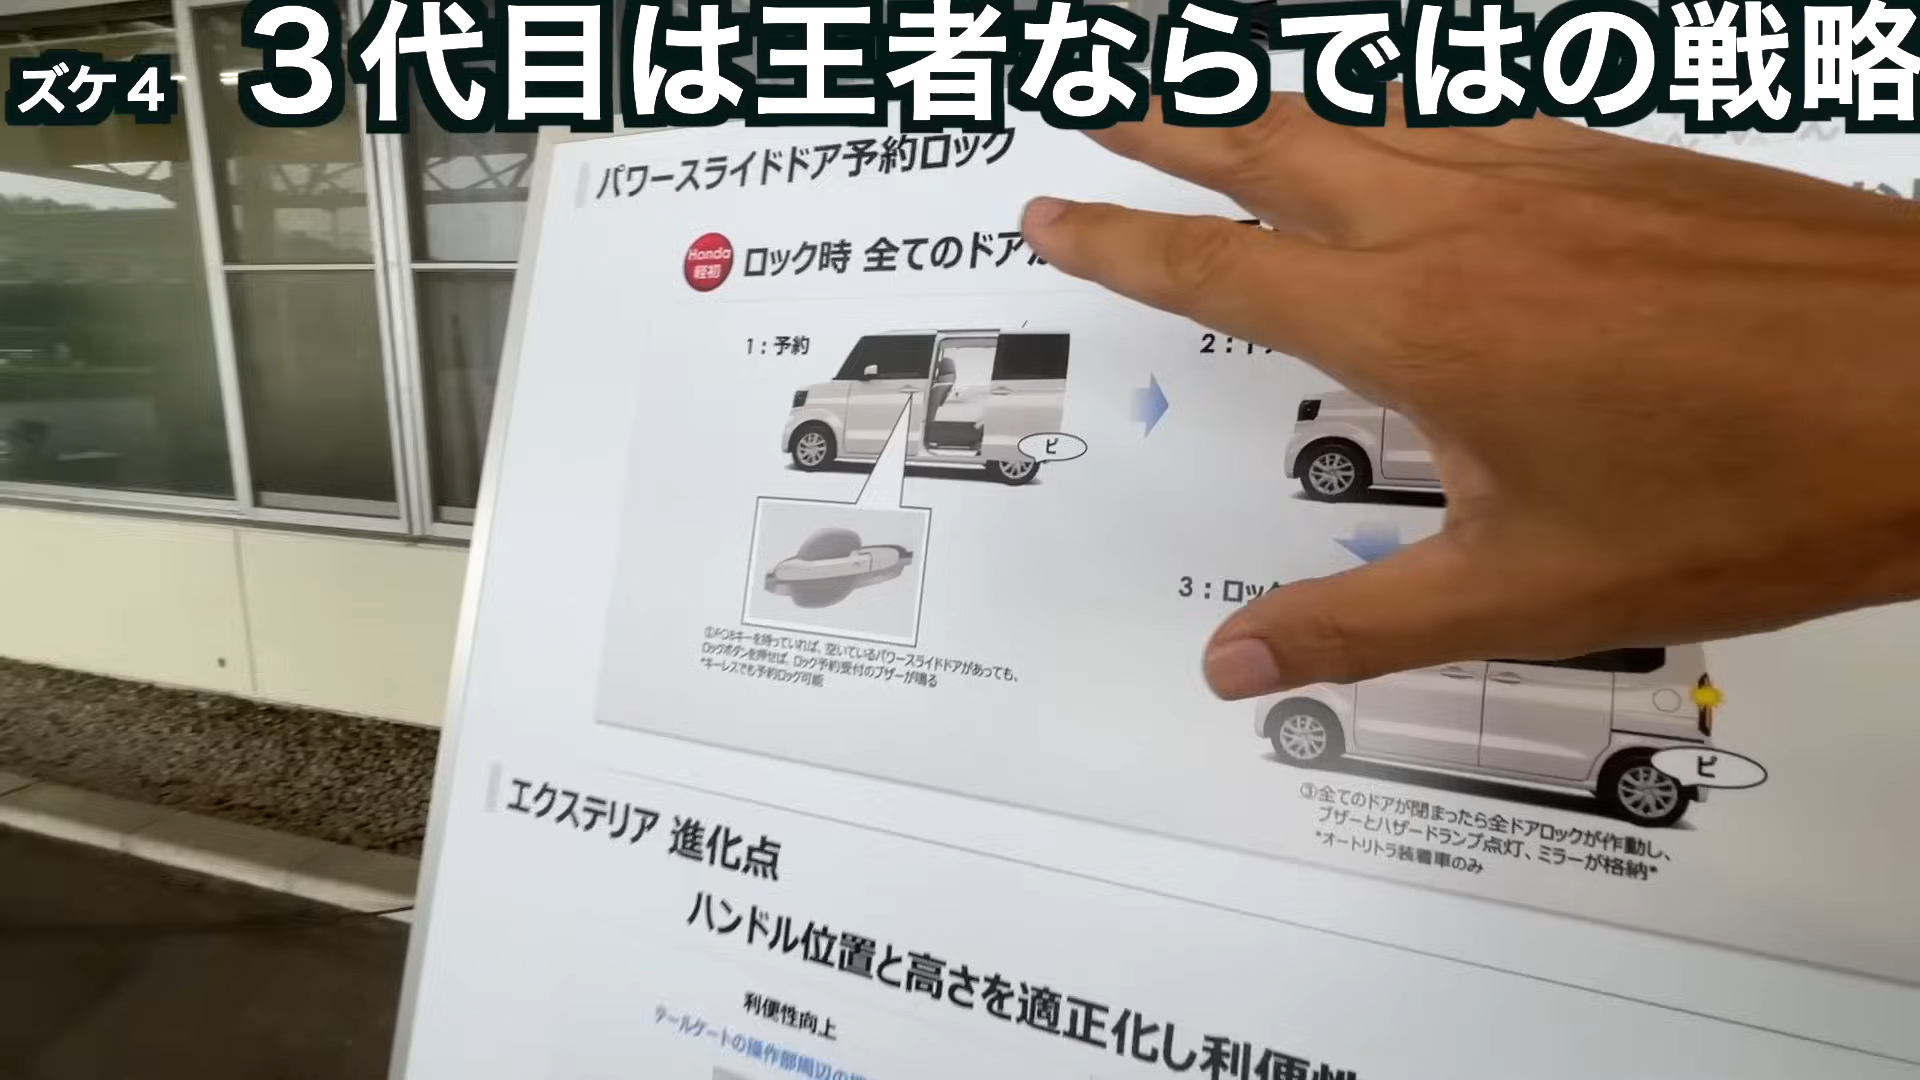 ズケ4
3代目は王者ならではの戦略
パワースライドドア予約ロック
Honda
軽初
ロック時 全てのドアが
1：予約
2：ドア
ピ
3：ロック
①FOBキーを持っていれば、空いているパワースライドドアがあっても、
ロックボタンを押せば、ロック予約受付のブザーが鳴る
*キーレスでも予約ロック可能
ピ
③全てのドアが閉まったら全ドアロックが作動し、
ブザーとハザードランプ点灯、ミラーが格納*
*オートリトラ装着車のみ
エクステリア 進化点
ハンドル位置と高さを適正化し利便性
利便性向上
テールゲートの操作部周辺の